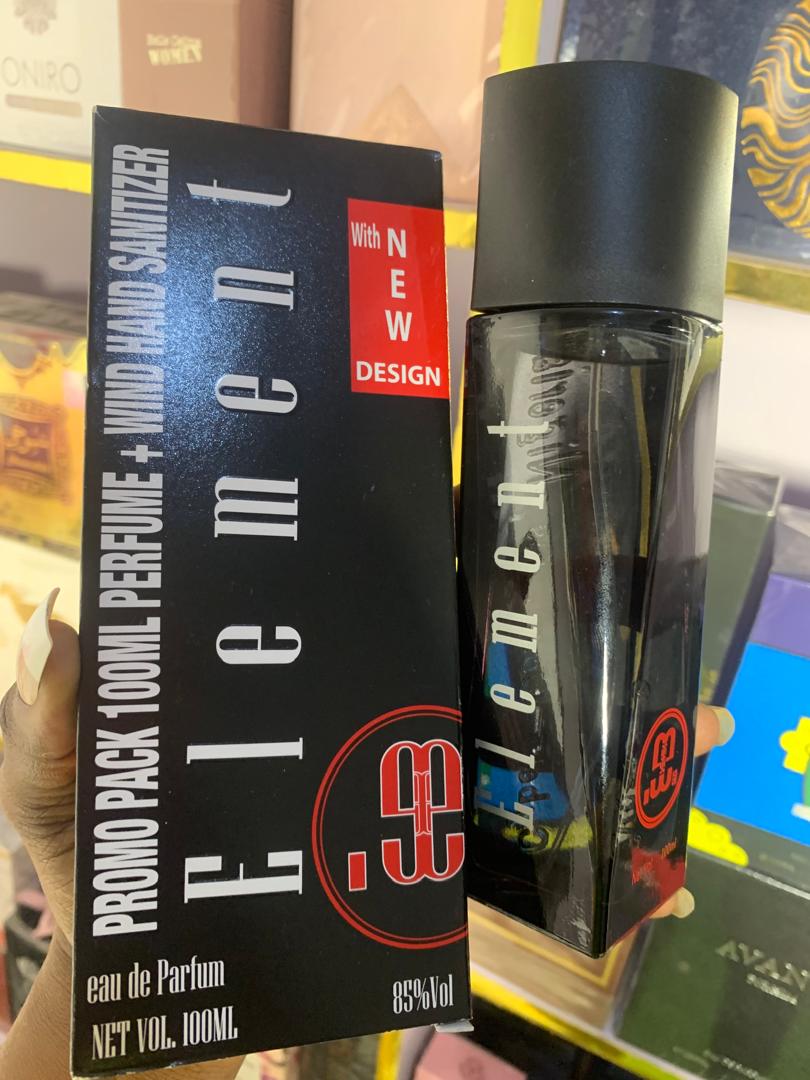 ONIRO
WOMEN
PROMO PACK 100ML PERFUME + WIND HAND SANITIZER
Element
With NEW
DESIGN
eau de Parfum
85%Vol
NET VOL. 100ML
Element
100ml
AVAN